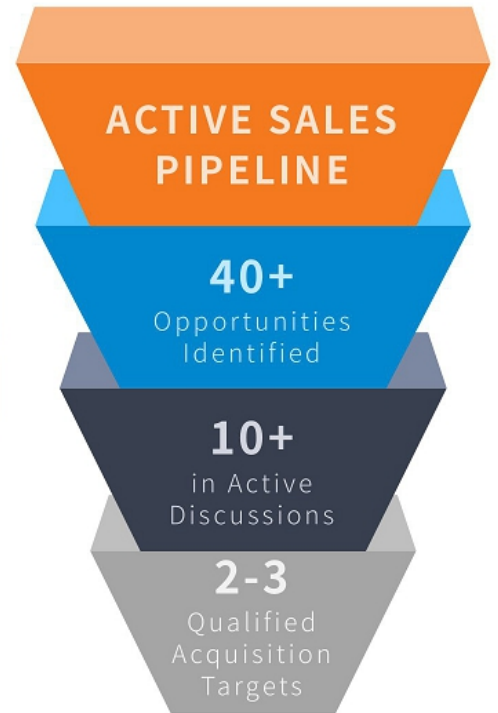 ACTIVE SALES
PIPELINE
40+
Opportunities
Identified
10+
in Active
Discussions
2-3
Qualified
Acquisition
Targets